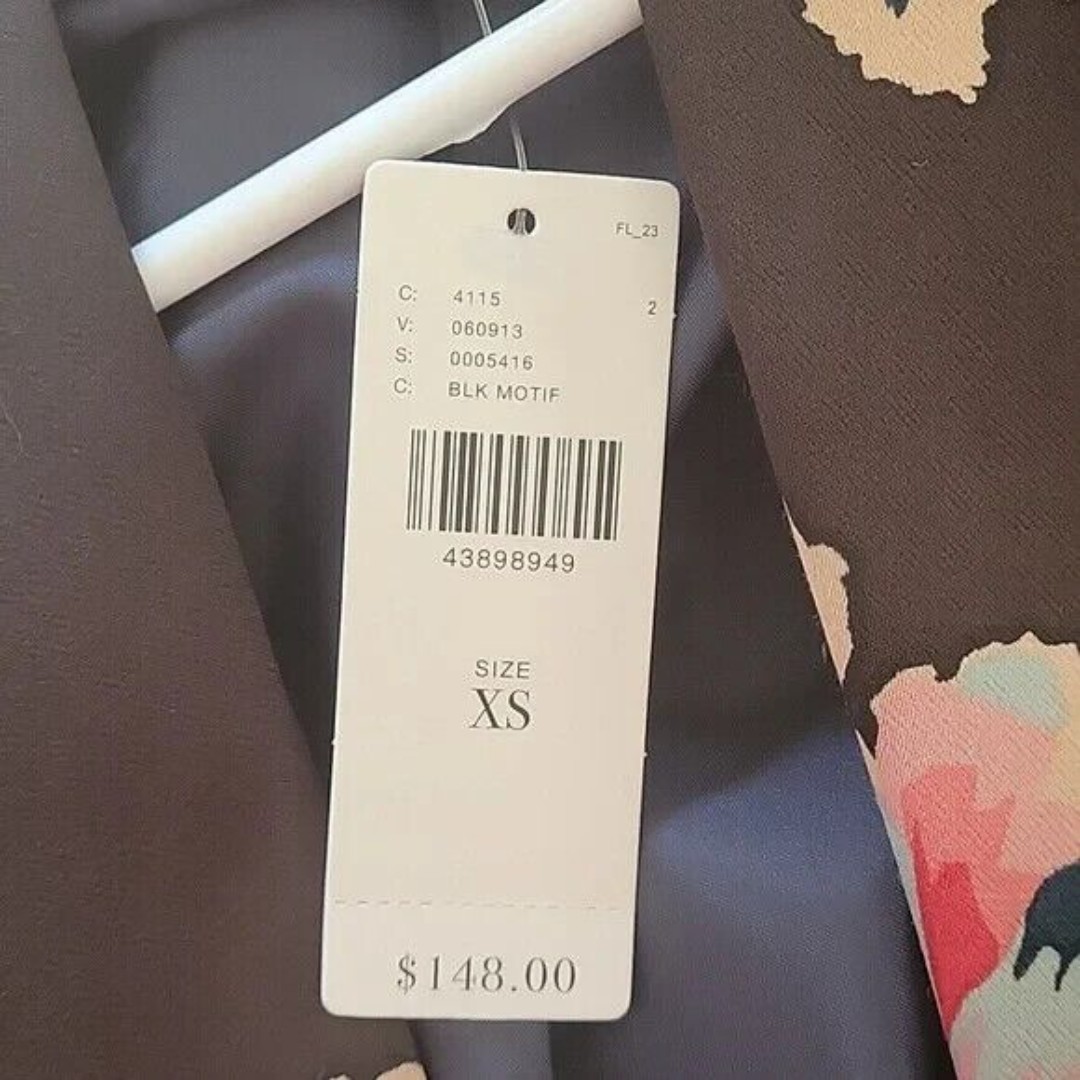 FL_23
C: 4115 2
V: 060913
S: 0005416
C: BLK MOTIF
43898949
SIZE
XS
$148.00